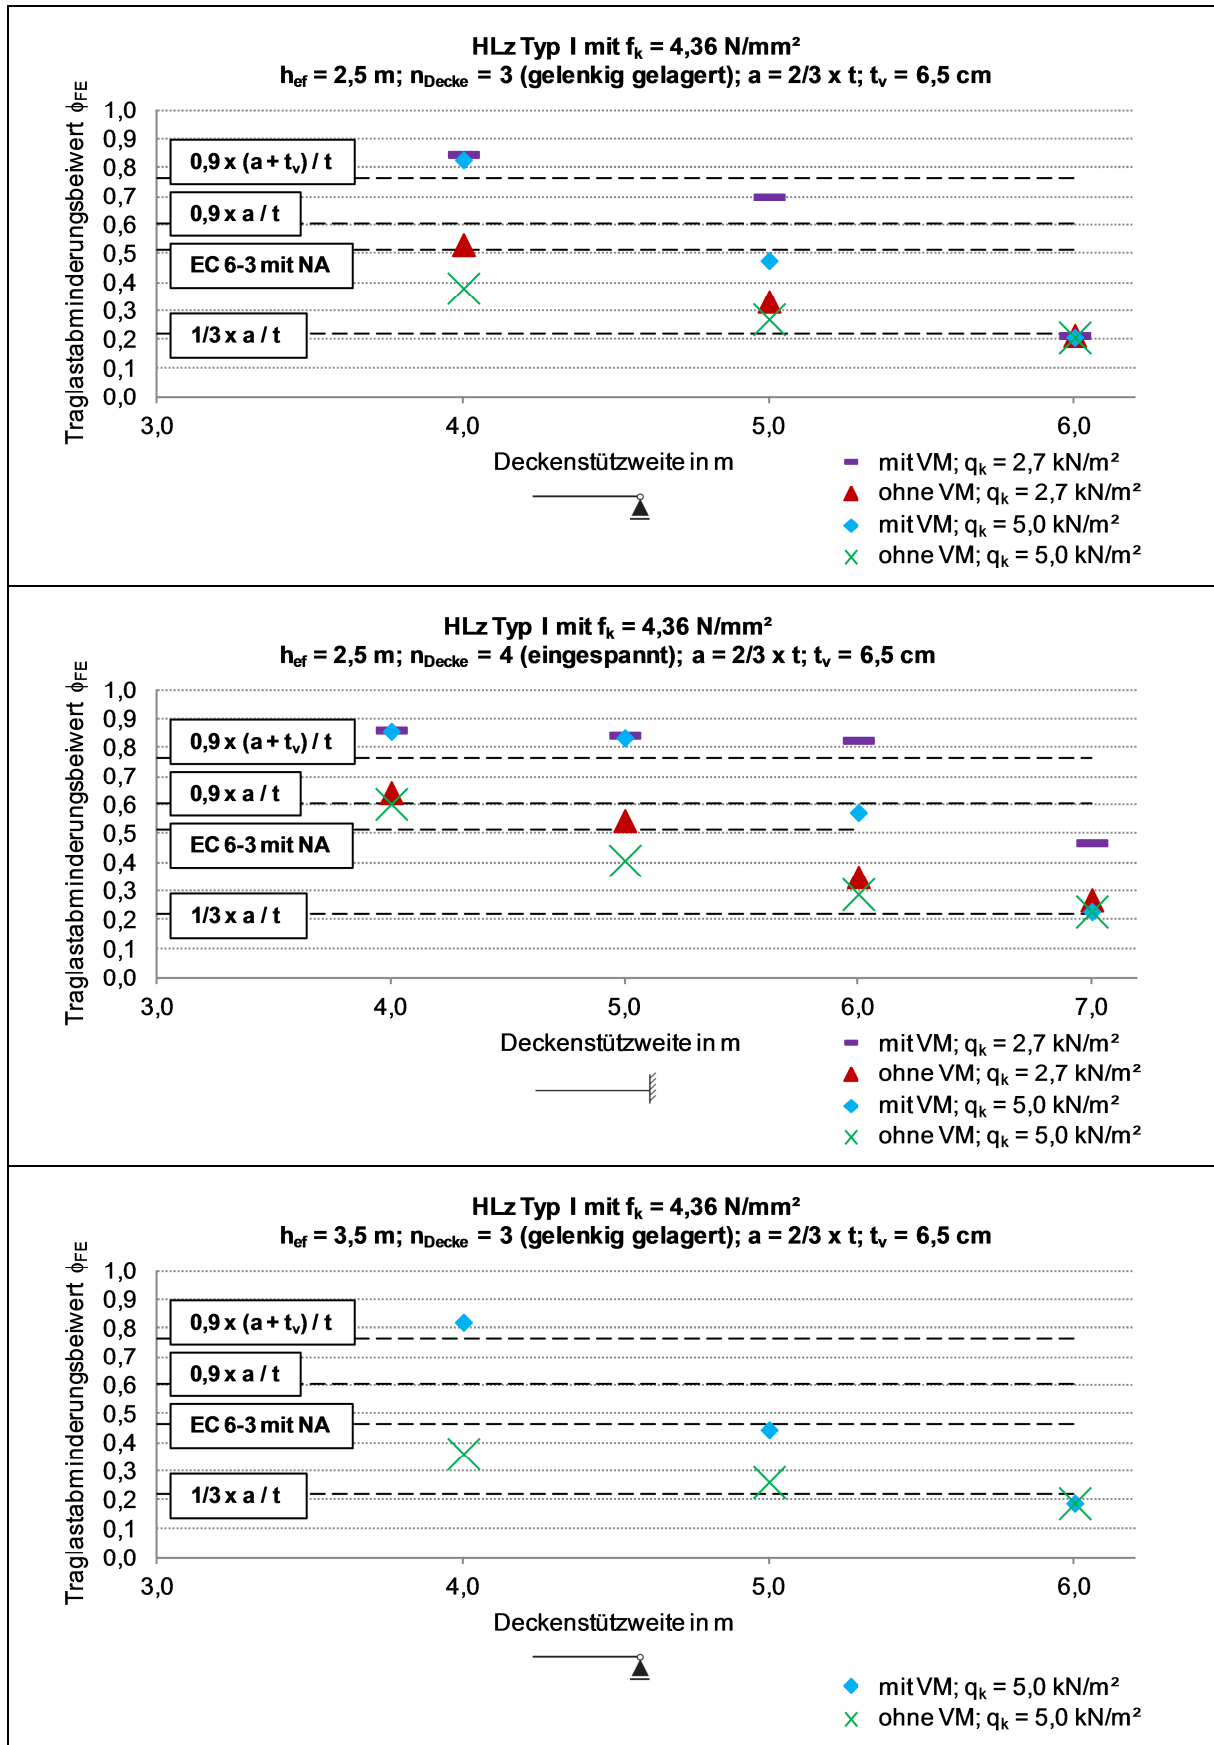 HLz Typ I mit fk = 4,36 N/mm²
hef = 2,5 m; nDecke = 3 (gelenkig gelagert); a = 2/3 x t; tv = 6,5 cm
Traglastabminderungsbeiwert ϕFE
1,0
0,9
0,8
0,7
0,6
0,5
0,4
0,3
0,2
0,1
0,0
0,9 x (a + tv) / t
0,9 x a / t
EC 6-3 mit NA
1/3 x a / t
3,0 4,0 5,0 6,0
Deckenstützweite in m
mit VM; qk = 2,7 kN/m²
ohne VM; qk = 2,7 kN/m²
mit VM; qk = 5,0 kN/m²
ohne VM; qk = 5,0 kN/m²
HLz Typ I mit fk = 4,36 N/mm²
hef = 2,5 m; nDecke = 4 (eingespannt); a = 2/3 x t; tv = 6,5 cm
Traglastabminderungsbeiwert ϕFE
1,0
0,9
0,8
0,7
0,6
0,5
0,4
0,3
0,2
0,1
0,0
0,9 x (a + tv) / t
0,9 x a / t
EC 6-3 mit NA
1/3 x a / t
3,0 4,0 5,0 6,0 7,0
Deckenstützweite in m
mit VM; qk = 2,7 kN/m²
ohne VM; qk = 2,7 kN/m²
mit VM; qk = 5,0 kN/m²
ohne VM; qk = 5,0 kN/m²
HLz Typ I mit fk = 4,36 N/mm²
hef = 3,5 m; nDecke = 3 (gelenkig gelagert); a = 2/3 x t; tv = 6,5 cm
Traglastabminderungsbeiwert ϕFE
1,0
0,9
0,8
0,7
0,6
0,5
0,4
0,3
0,2
0,1
0,0
0,9 x (a + tv) / t
0,9 x a / t
EC 6-3 mit NA
1/3 x a / t
3,0 4,0 5,0 6,0
Deckenstützweite in m
mit VM; qk = 5,0 kN/m²
ohne VM; qk = 5,0 kN/m²